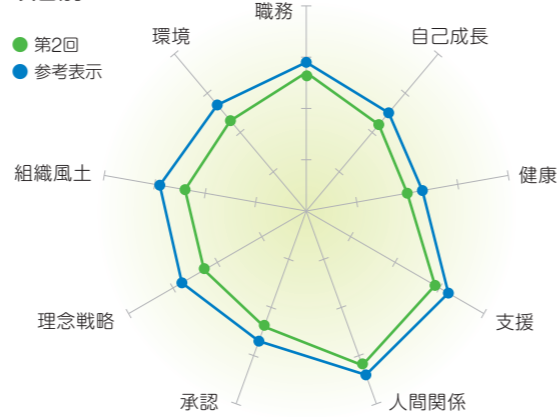 第2回
参考表示
職務
自己成長
健康
支援
人間関係
承認
理念戦略
組織風土
環境